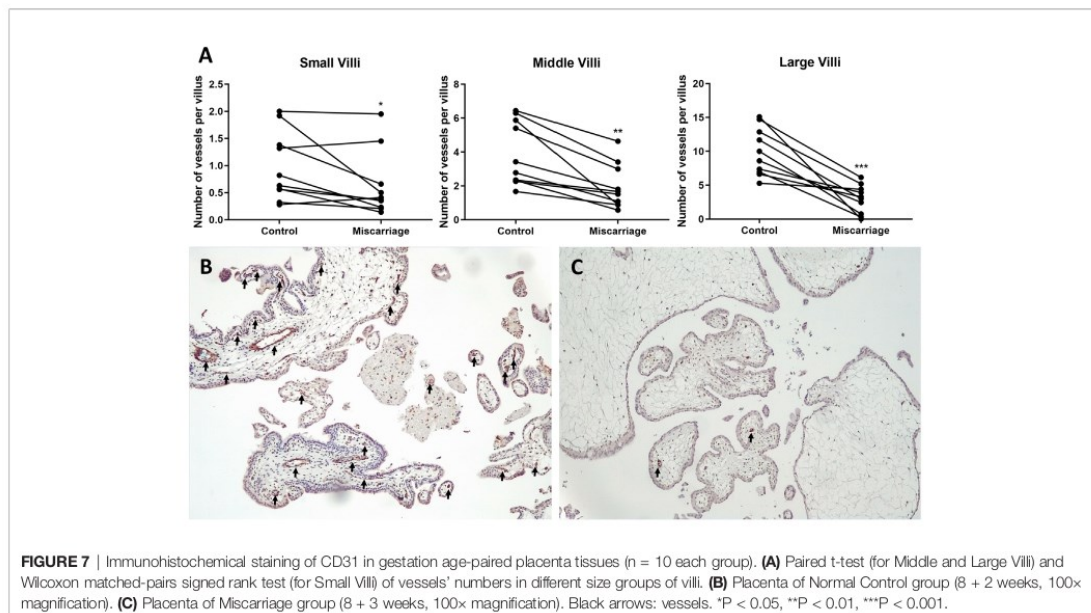 A
Small Villi
Number of vessels per villus
2.5
2.0
1.5
1.0
0.5
0.0
*
Control Miscarriage
Middle Villi
Number of vessels per villus
8
6
4
2
0
**
Control Miscarriage
Large Villi
Number of vessels per villus
20
15
10
5
0
***
Control Miscarriage
B
C
FIGURE 7 | Immunohistochemical staining of CD31 in gestation age-paired placenta tissues (n = 10 each group). (A) Paired t-test (for Middle and Large Villi) and
Wilcoxon matched-pairs signed rank test (for Small Villi) of vessels' numbers in different size groups of villi. (B) Placenta of Normal Control group (8 + 2 weeks, 100×
magnification). (C) Placenta of Miscarriage group (8 + 3 weeks, 100× magnification). Black arrows: vessels. *P < 0.05, **P < 0.01, ***P < 0.001.